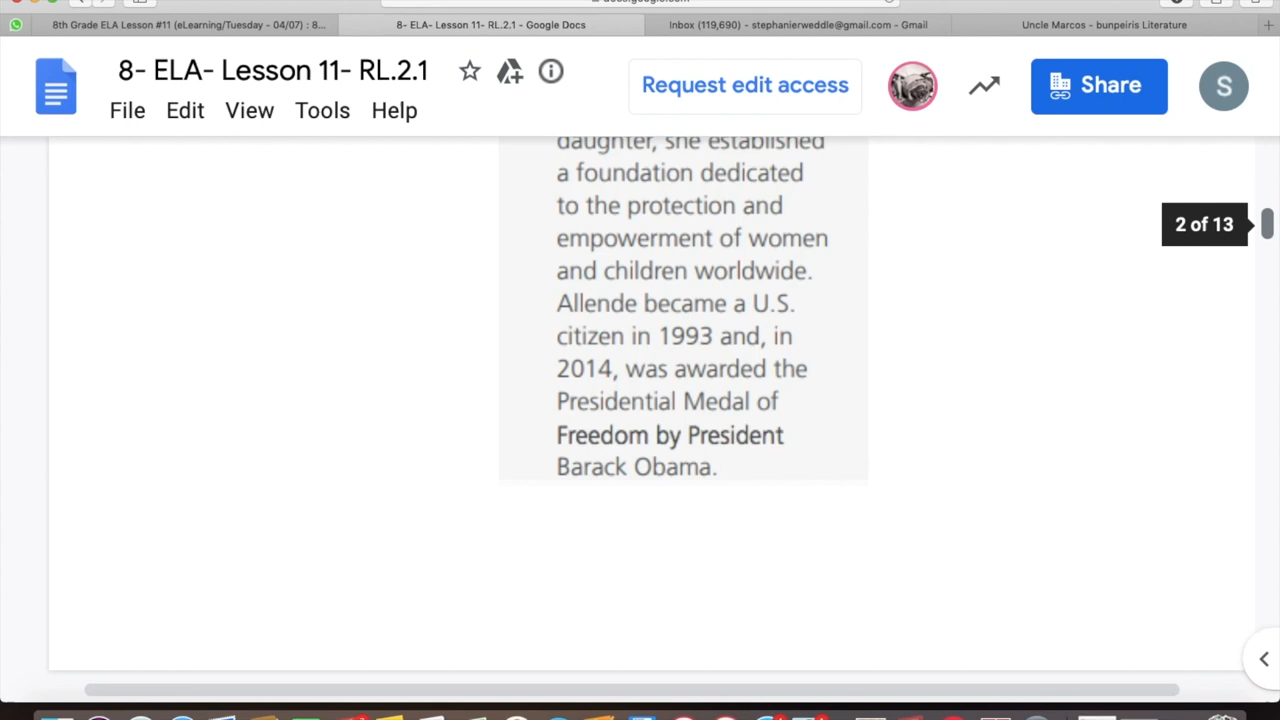 8th Grade ELA Lesson #11 (eLearning/Tuesday - 04/07) : 8...
8- ELA- Lesson 11- RL.2.1 - Google Docs
Inbox (119,690) - stephanierweddle@gmail.com - Gmail
Uncle Marcos - bunpeiris Literature
8- ELA- Lesson 11- RL.2.1
Request edit access
Share
S
File Edit View Tools Help
daughter, she established
a foundation dedicated
to the protection and
empowerment of women
and children worldwide.
Allende became a U.S.
citizen in 1993 and, in
2014, was awarded the
Presidential Medal of
Freedom by President
Barack Obama.
2 of 13